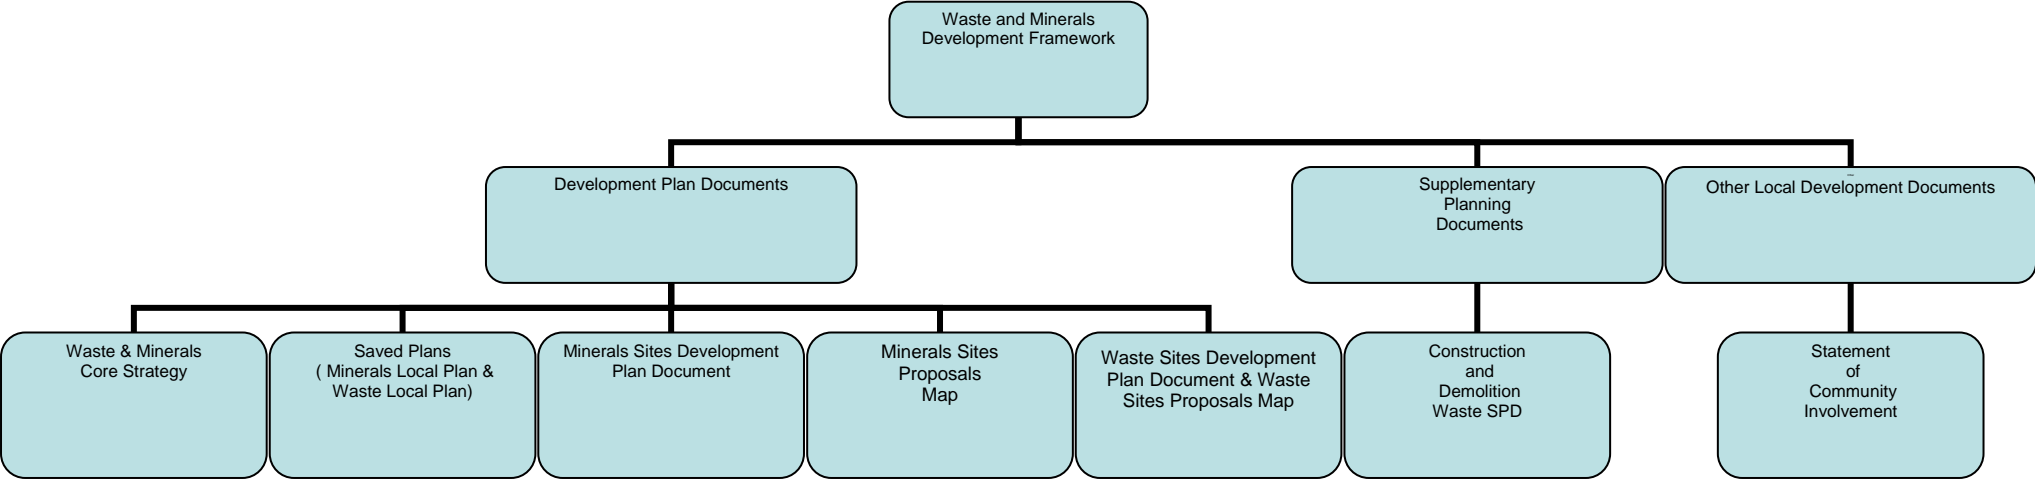 Waste and Minerals
Development Framework
Development Plan Documents
Supplementary
Planning
Documents
Other Local Development Documents
Waste & Minerals
Core Strategy
Saved Plans
( Minerals Local Plan &
Waste Local Plan)
Minerals Sites Development
Plan Document
Minerals Sites
Proposals
Map
Waste Sites Development
Plan Document & Waste
Sites Proposals Map
Construction
and
Demolition
Waste SPD
Statement
of
Community
Involvement